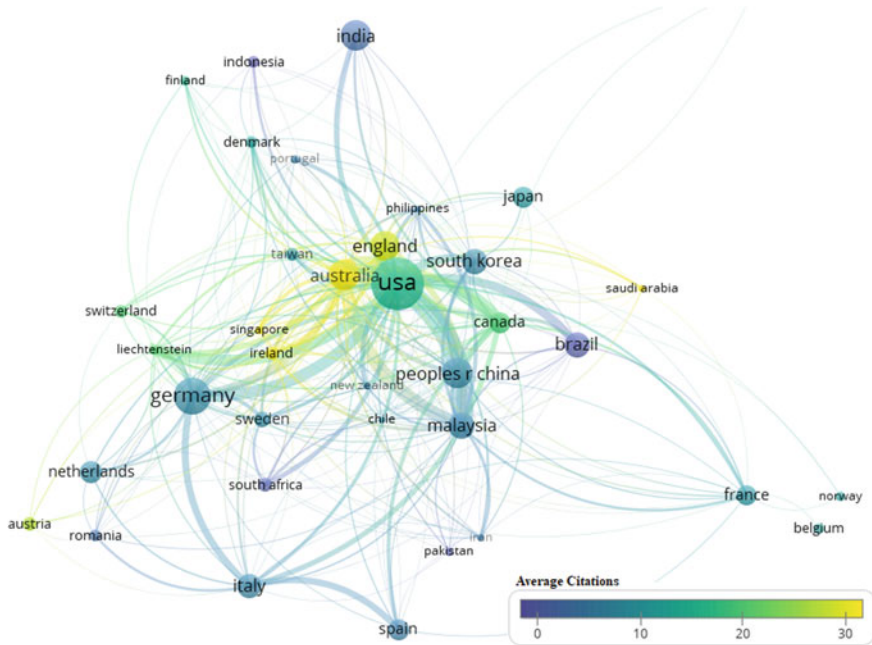 india
indonesia
finland
denmark
portugal
japan
philippines
england
taiwan
south korea
australia
usa
saudi arabia
switzerland
canada
singapore
brazil
liechtenstein
ireland
peoples r china
new zealand
germany
sweden
chile
malaysia
netherlands
south africa
france
norway
austria
belgium
romania
iran
pakistan
italy
Average Citations
spain
0 10 20 30